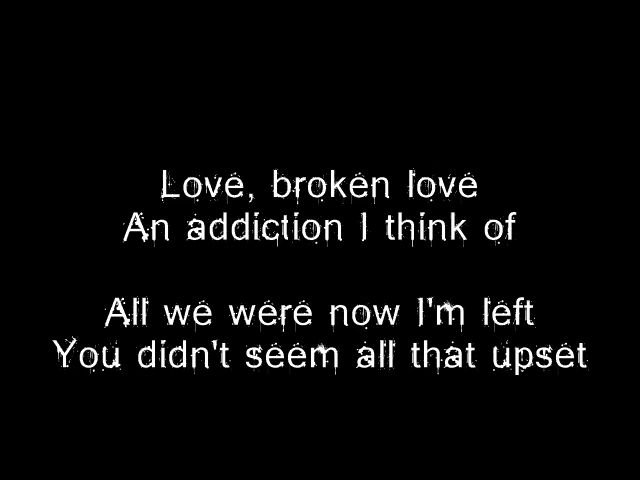 Love, broken love
An addiction I think of
All we were now I'm left
You didn't seem all that upset